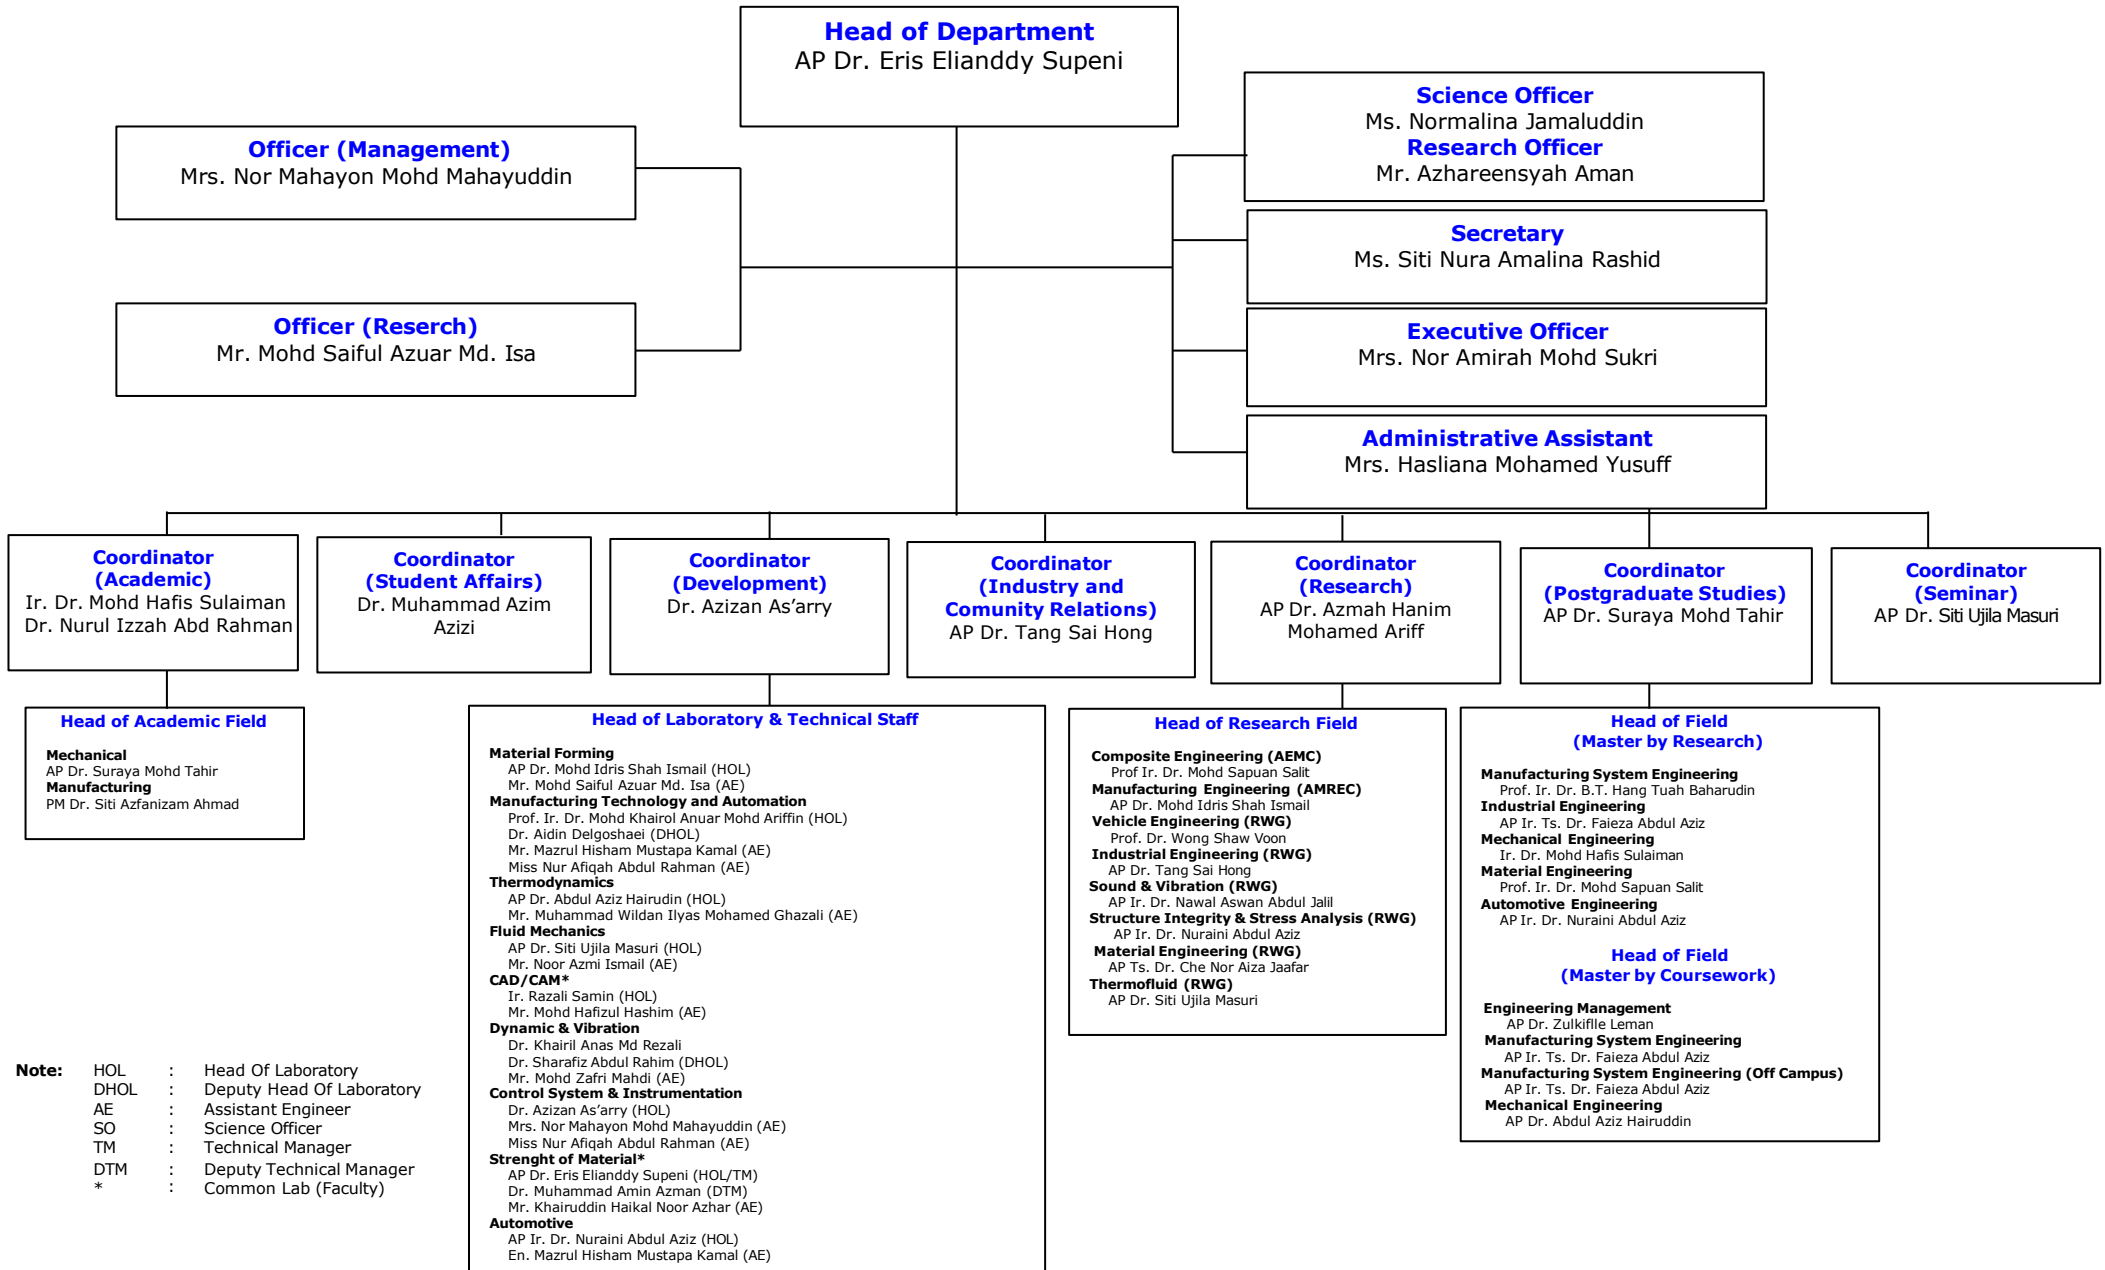 Head of Department
AP Dr. Eris Elianddy Supeni
Officer (Management)
Mrs. Nor Mahayon Mohd Mahayuddin
Officer (Reserch)
Mr. Mohd Saiful Azuar Md. Isa
Science Officer
Ms. Normalina Jamaluddin
Research Officer
Mr. Azhareensyah Aman
Secretary
Ms. Siti Nura Amalina Rashid
Executive Officer
Mrs. Nor Amirah Mohd Sukri
Administrative Assistant
Mrs. Hasliana Mohamed Yusuff
Coordinator
(Academic)
Ir. Dr. Mohd Hafis Sulaiman
Dr. Nurul Izzah Abd Rahman
Coordinator
(Student Affairs)
Dr. Muhammad Azim
Azizi
Coordinator
(Development)
Dr. Azizan As’arry
Coordinator
(Industry and
Comunity Relations)
AP Dr. Tang Sai Hong
Coordinator
(Research)
AP Dr. Azmah Hanim
Mohamed Ariff
Coordinator
(Postgraduate Studies)
AP Dr. Suraya Mohd Tahir
Coordinator
(Seminar)
AP Dr. Siti Ujila Masuri
Head of Academic Field
Mechanical
AP Dr. Suraya Mohd Tahir
Manufacturing
PM Dr. Siti Azfanizam Ahmad
Head of Laboratory & Technical Staff
Material Forming
AP Dr. Mohd Idris Shah Ismail (HOL)
Mr. Mohd Saiful Azuar Md. Isa (AE)
Manufacturing Technology and Automation
Prof. Ir. Dr. Mohd Khairol Anuar Mohd Ariffin (HOL)
Dr. Aidin Delgoshaei (DHOL)
Mr. Mazrul Hisham Mustapa Kamal (AE)
Miss Nur Afiqah Abdul Rahman (AE)
Thermodynamics
AP Dr. Abdul Aziz Hairudin (HOL)
Mr. Muhammad Wildan Ilyas Mohamed Ghazali (AE)
Fluid Mechanics
AP Dr. Siti Ujila Masuri (HOL)
Mr. Noor Azmi Ismail (AE)
CAD/CAM*
Ir. Razali Samin (HOL)
Mr. Mohd Hafizul Hashim (AE)
Dynamic & Vibration
Dr. Khairil Anas Md Rezali
Dr. Sharafiz Abdul Rahim (DHOL)
Mr. Mohd Zafri Mahdi (AE)
Control System & Instrumentation
Dr. Azizan As’arry (HOL)
Mrs. Nor Mahayon Mohd Mahayuddin (AE)
Miss Nur Afiqah Abdul Rahman (AE)
Strenght of Material*
AP Dr. Eris Elianddy Supeni (HOL/TM)
Dr. Muhammad Amin Azman (DTM)
Mr. Khairuddin Haikal Noor Azhar (AE)
Automotive
AP Ir. Dr. Nuraini Abdul Aziz (HOL)
En. Mazrul Hisham Mustapa Kamal (AE)
Head of Research Field
Composite Engineering (AEMC)
Prof Ir. Dr. Mohd Sapuan Salit
Manufacturing Engineering (AMREC)
AP Dr. Mohd Idris Shah Ismail
Vehicle Engineering (RWG)
Prof. Dr. Wong Shaw Voon
Industrial Engineering (RWG)
AP Dr. Tang Sai Hong
Sound & Vibration (RWG)
AP Ir. Dr. Nawal Aswan Abdul Jalil
Structure Integrity & Stress Analysis (RWG)
AP Ir. Dr. Nuraini Abdul Aziz
Material Engineering (RWG)
AP Ts. Dr. Che Nor Aiza Jaafar
Thermofluid (RWG)
AP Dr. Siti Ujila Masuri
Head of Field
(Master by Research)
Manufacturing System Engineering
Prof. Ir. Dr. B.T. Hang Tuah Baharudin
Industrial Engineering
AP Ir. Ts. Dr. Faieza Abdul Aziz
Mechanical Engineering
Ir. Dr. Mohd Hafis Sulaiman
Material Engineering
Prof. Ir. Dr. Mohd Sapuan Salit
Automotive Engineering
AP Ir. Dr. Nuraini Abdul Aziz
Head of Field
(Master by Coursework)
Engineering Management
AP Dr. Zulkiflle Leman
Manufacturing System Engineering
AP Ir. Ts. Dr. Faieza Abdul Aziz
Manufacturing System Engineering (Off Campus)
AP Ir. Ts. Dr. Faieza Abdul Aziz
Mechanical Engineering
AP Dr. Abdul Aziz Hairuddin
Note: HOL : Head Of Laboratory
DHOL : Deputy Head Of Laboratory
AE : Assistant Engineer
SO : Science Officer
TM : Technical Manager
DTM : Deputy Technical Manager
* : Common Lab (Faculty)